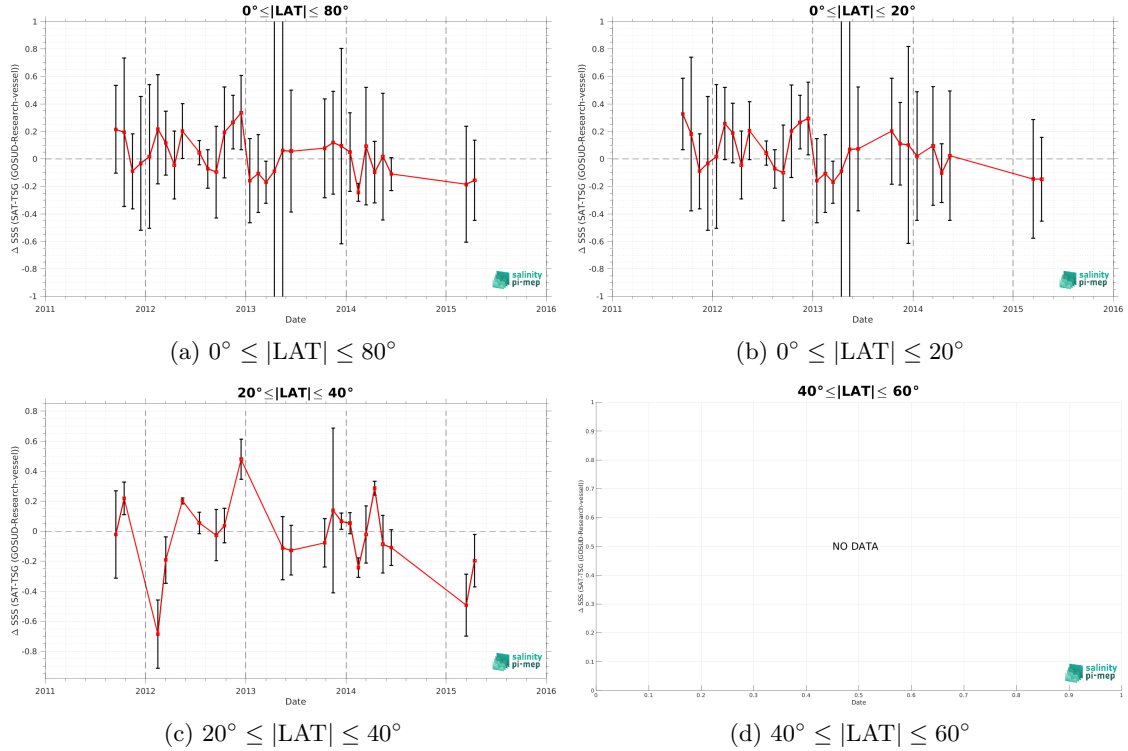 0°≤|LAT|≤ 80°
Δ SSS (SAT-TSG (GOSUD-Research-vessel))
1
0.8
0.6
0.4
0.2
0
-0.2
-0.4
-0.6
-0.8
-1
2011
2012
2013
2014
2015
2016
Date
salinity
pi-mep
(a) 0° ≤ |LAT| ≤ 80°
0°≤|LAT|≤ 20°
Δ SSS (SAT-TSG (GOSUD-Research-vessel))
1
0.8
0.6
0.4
0.2
0
-0.2
-0.4
-0.6
-0.8
-1
2011
2012
2013
2014
2015
2016
Date
salinity
pi-mep
(b) 0° ≤ |LAT| ≤ 20°
20°≤|LAT|≤ 40°
Δ SSS (SAT-TSG (GOSUD-Research-vessel))
0.8
0.6
0.4
0.2
0
-0.2
-0.4
-0.6
-0.8
2011
2012
2013
2014
2015
2016
Date
salinity
pi-mep
(c) 20° ≤ |LAT| ≤ 40°
40°≤|LAT|≤ 60°
Δ SSS (SAT-TSG (GOSUD-Research-vessel))
1
0.9
0.8
0.7
0.6
0.5
0.4
0.3
0.2
0.1
0
NO DATA
0
0.1
0.2
0.3
0.4
0.5
0.6
0.7
0.8
0.9
1
Date
salinity
pi-mep
(d) 40° ≤ |LAT| ≤ 60°